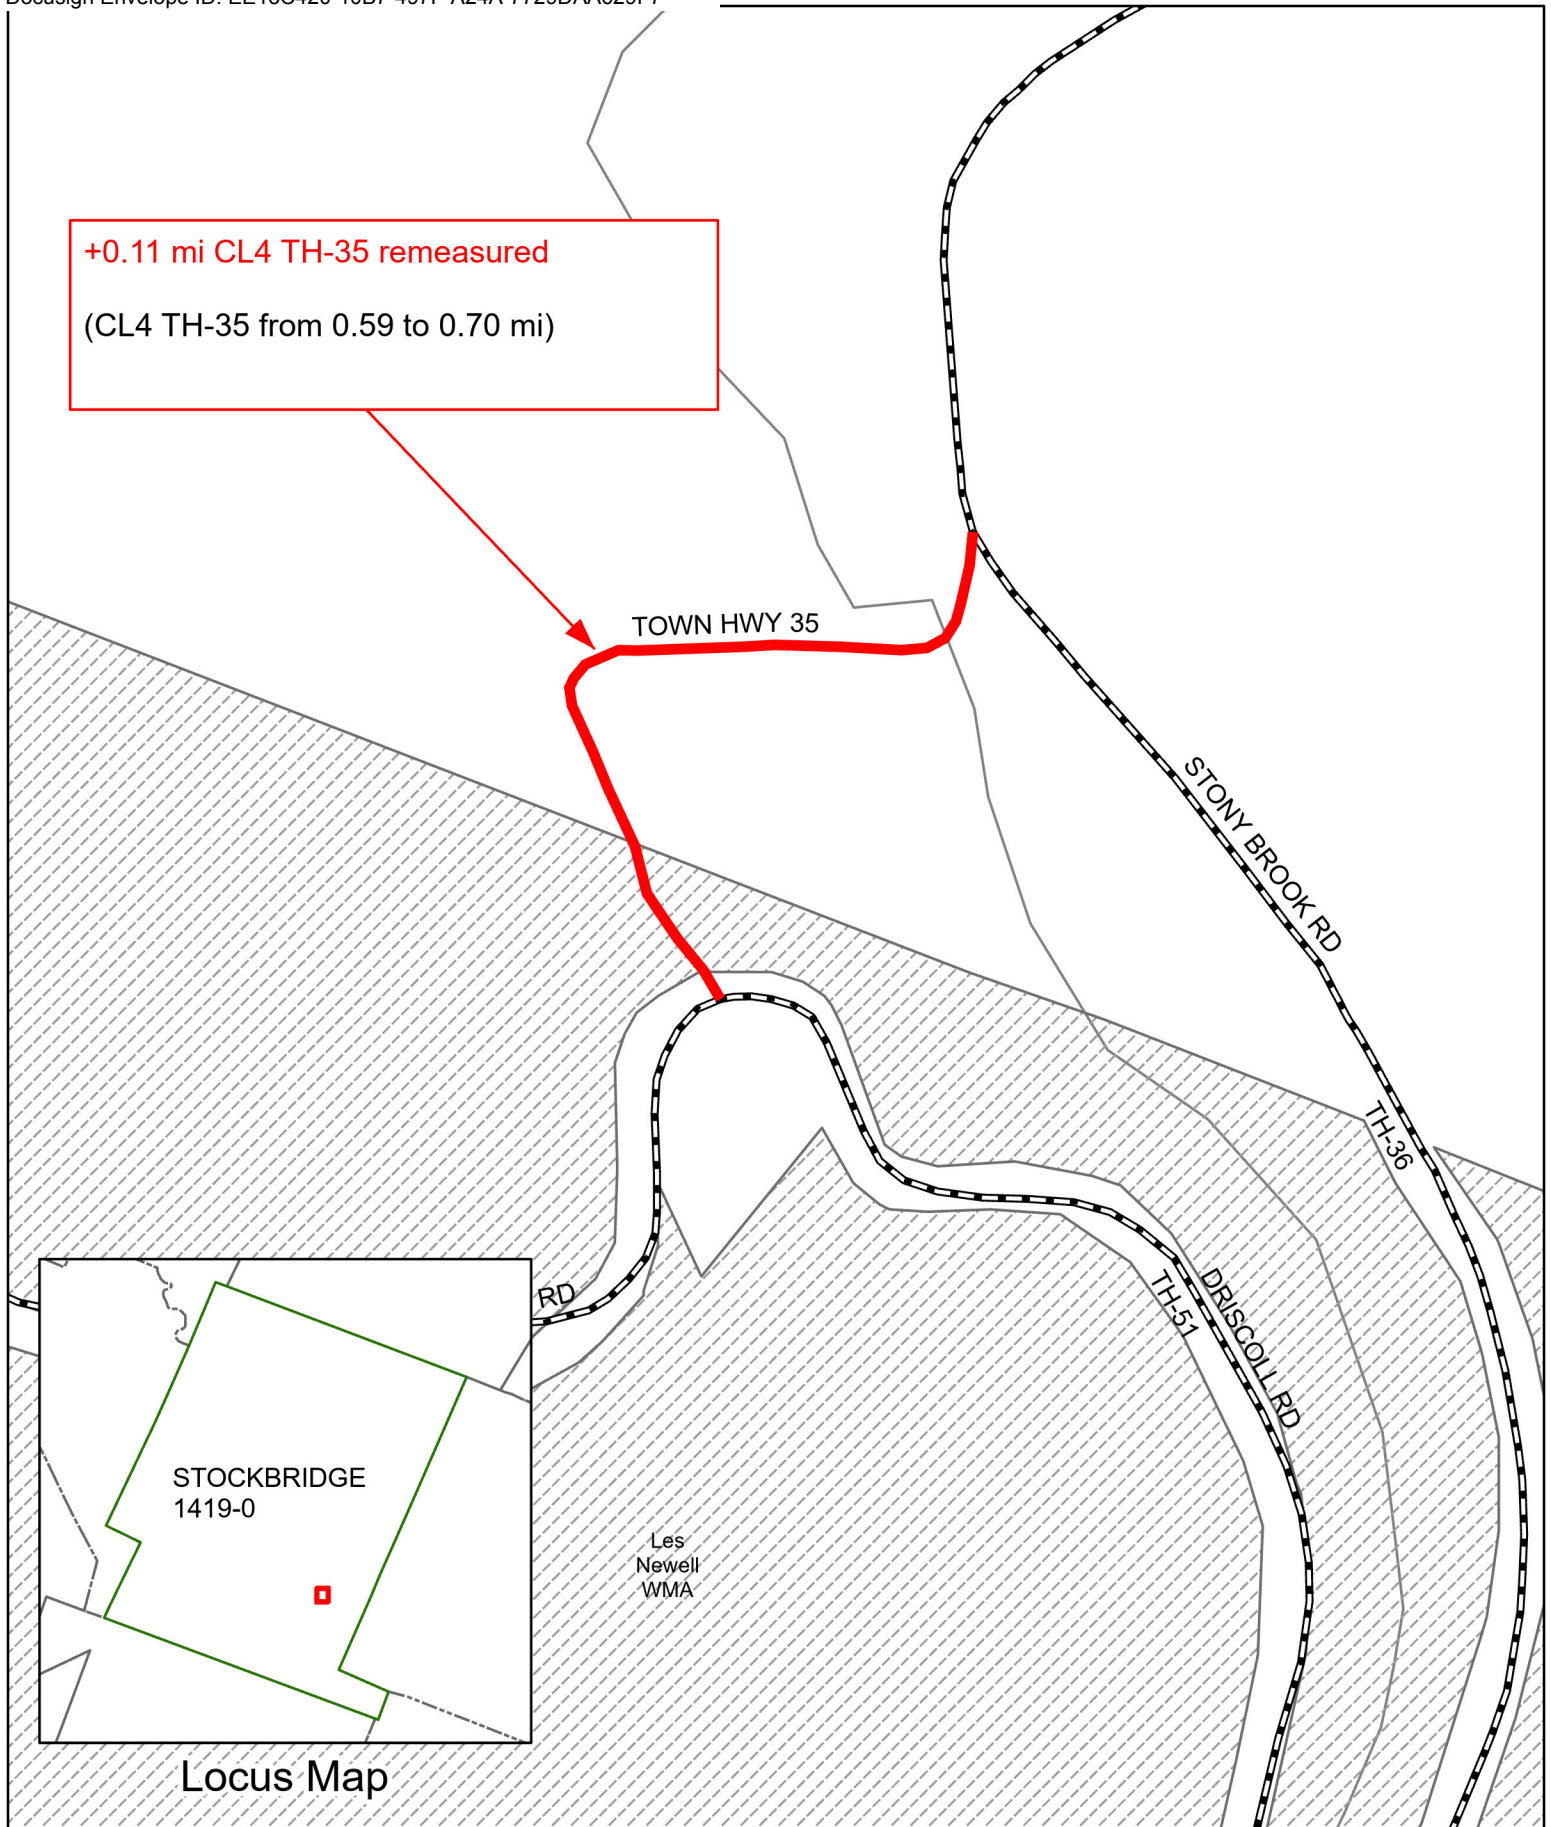 +0.11 mi CL4 TH-35 remeasured
(CL4 TH-35 from 0.59 to 0.70 mi)
TOWN HWY 35
STONY BROOK RD
TH-36
RD
DRISCOLL RD
TH-51
STOCKBRIDGE
1419-0
Les
Newell
WMA
Locus Map